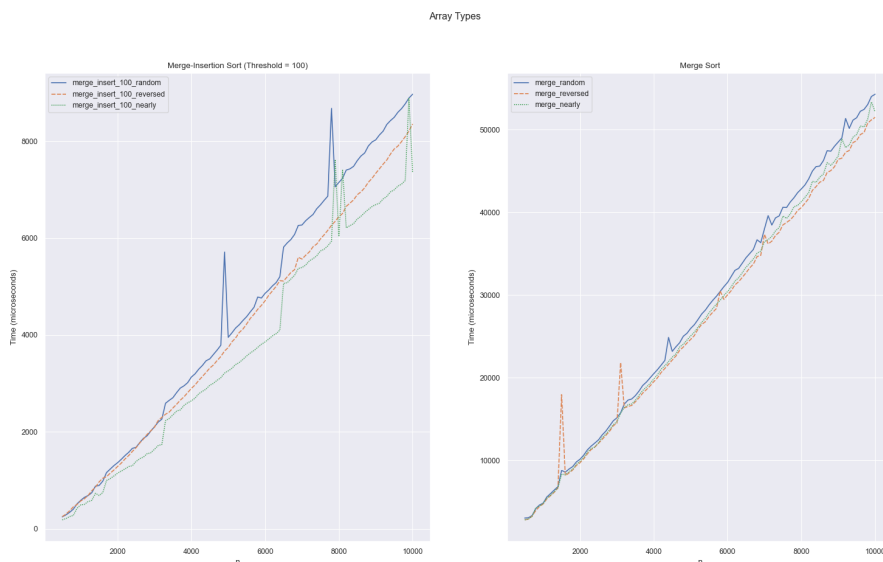 Array Types
Merge-Insertion Sort (Threshold = 100)
merge_insert_100_random
merge_insert_100_reversed
merge_insert_100_nearly
Time (microseconds)
8000
6000
4000
2000
0
2000
4000
6000
8000
10000
Merge Sort
merge_random
merge_reversed
merge_nearly
Time (microseconds)
50000
40000
30000
20000
10000
2000
4000
6000
8000
10000